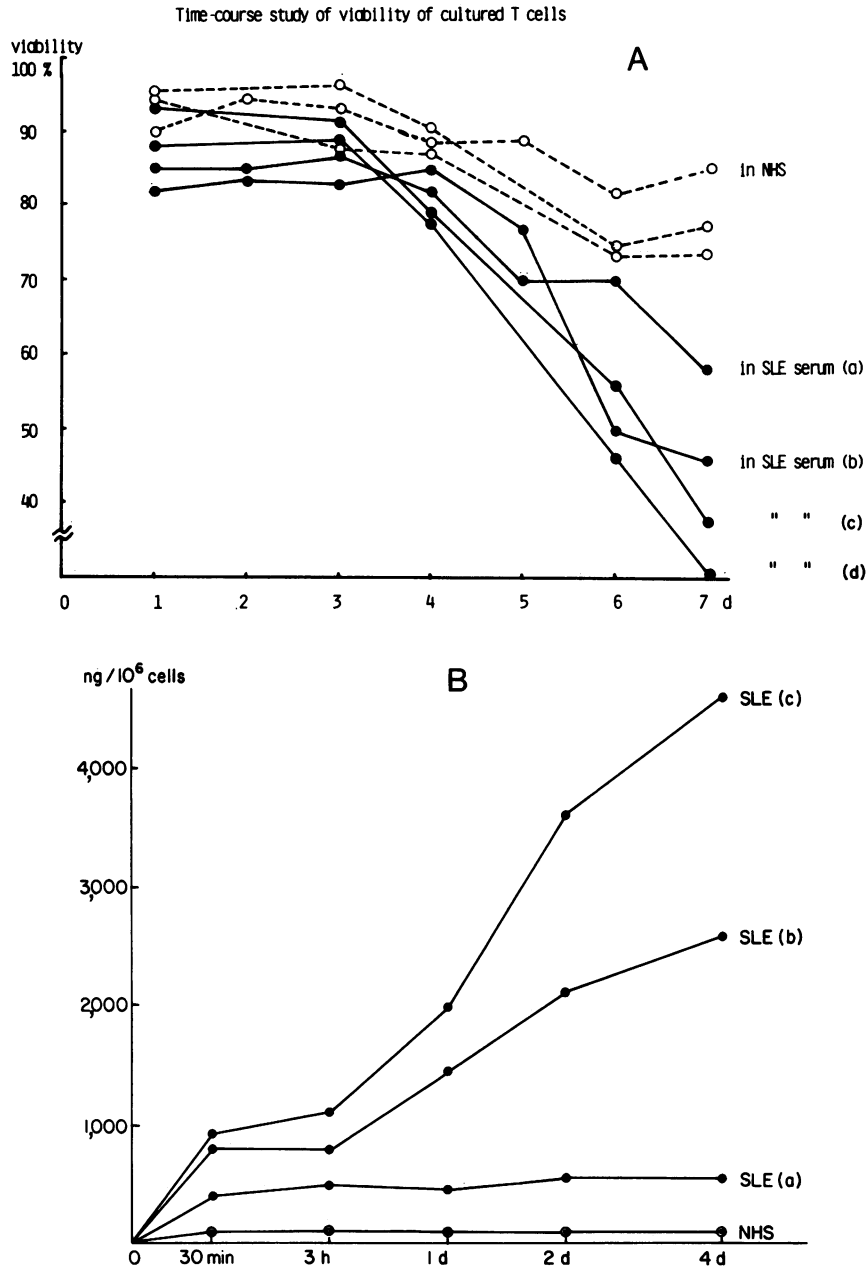 Time-course study of viability of cultured T cells
viability
100 %
A
90
80
70
60
50
40
in NHS
in SLE serum (a)
in SLE serum (b)
" " (c)
" " (d)
0 1 2 3 4 5 6 7 d
ng/10⁶ cells
B
4,000
3,000
2,000
1,000
SLE (c)
SLE (b)
SLE (a)
NHS
0 30 min 3 h 1 d 2 d 4 d